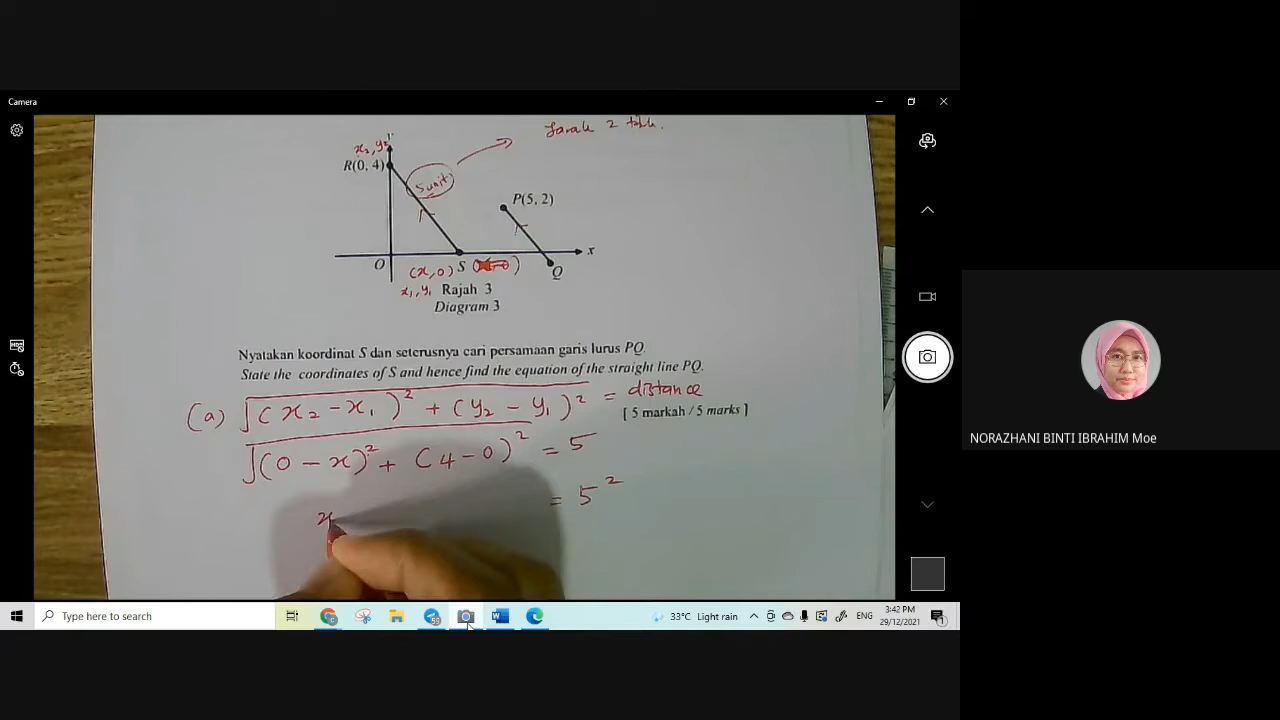 Camera
Jarak 2 titik.
x₂, y₂
R(0, 4)
5 unit
P(5, 2)
x
O
(x, 0) S
Q
x₁, y₁ Rajah 3
Diagram 3
Nyatakan koordinat S dan seterusnya cari persamaan garis lurus PQ.
State the coordinates of S and hence find the equation of the straight line PQ.
(a) √(x₂ - x₁)² + (y₂ - y₁)² = distance
[ 5 markah / 5 marks ]
√(0 - x)² + (4 - 0)² = 5
= 5²
x
NORAZHANI BINTI IBRAHIM Moe
Type here to search
33°C Light rain
ENG
3:42 PM
29/12/2021